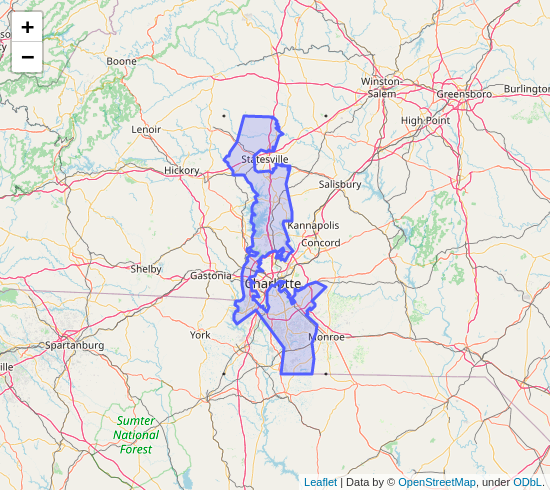 +
−
Boone
Winston-
Salem
Greensboro
Burlington
High Point
Lenoir
Hickory
Statesville
Salisbury
Kannapolis
Concord
Shelby
Gastonia
Charlotte
York
Monroe
Spartanburg
Sumter
National
Forest
Leaflet | Data by © OpenStreetMap, under ODbL.